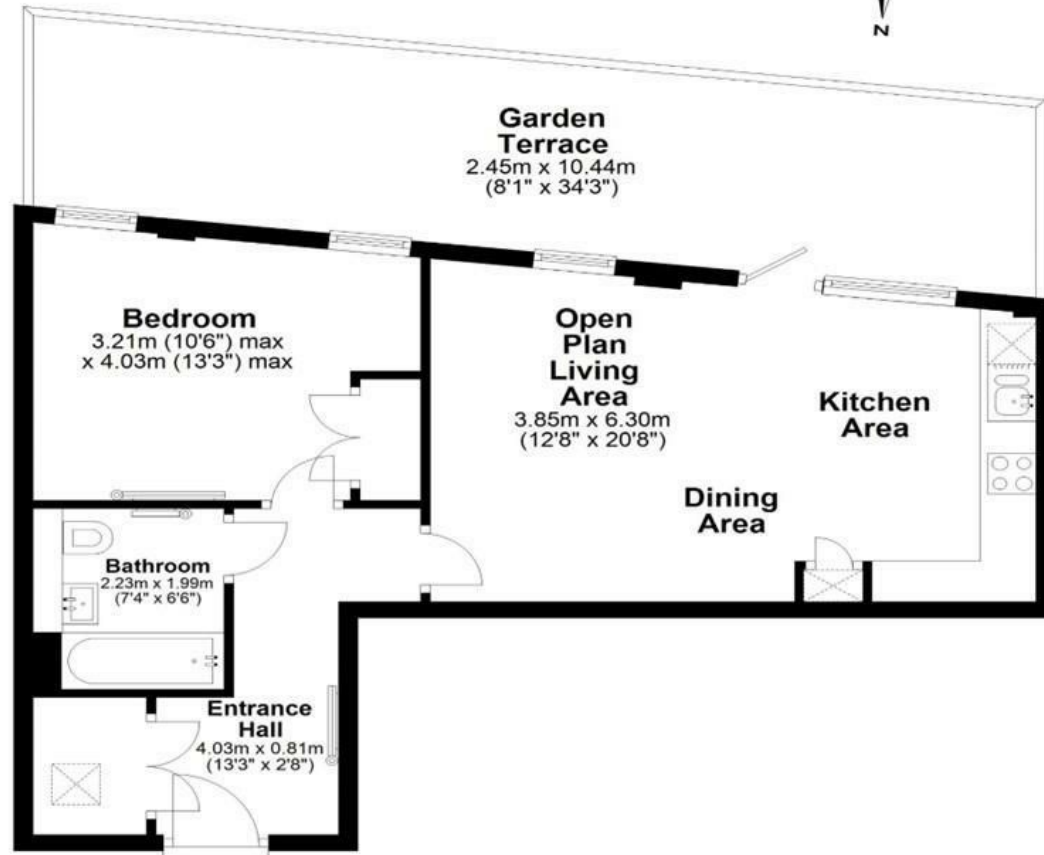 N
Garden
Terrace
2.45m x 10.44m
(8'1" x 34'3")
Bedroom
3.21m (10'6") max
x 4.03m (13'3") max
Open
Plan
Living
Area
3.85m x 6.30m
(12'8" x 20'8")
Kitchen
Area
Dining
Area
Bathroom
2.23m x 1.99m
(7'4" x 6'6")
Entrance
Hall
4.03m x 0.81m
(13'3" x 2'8")